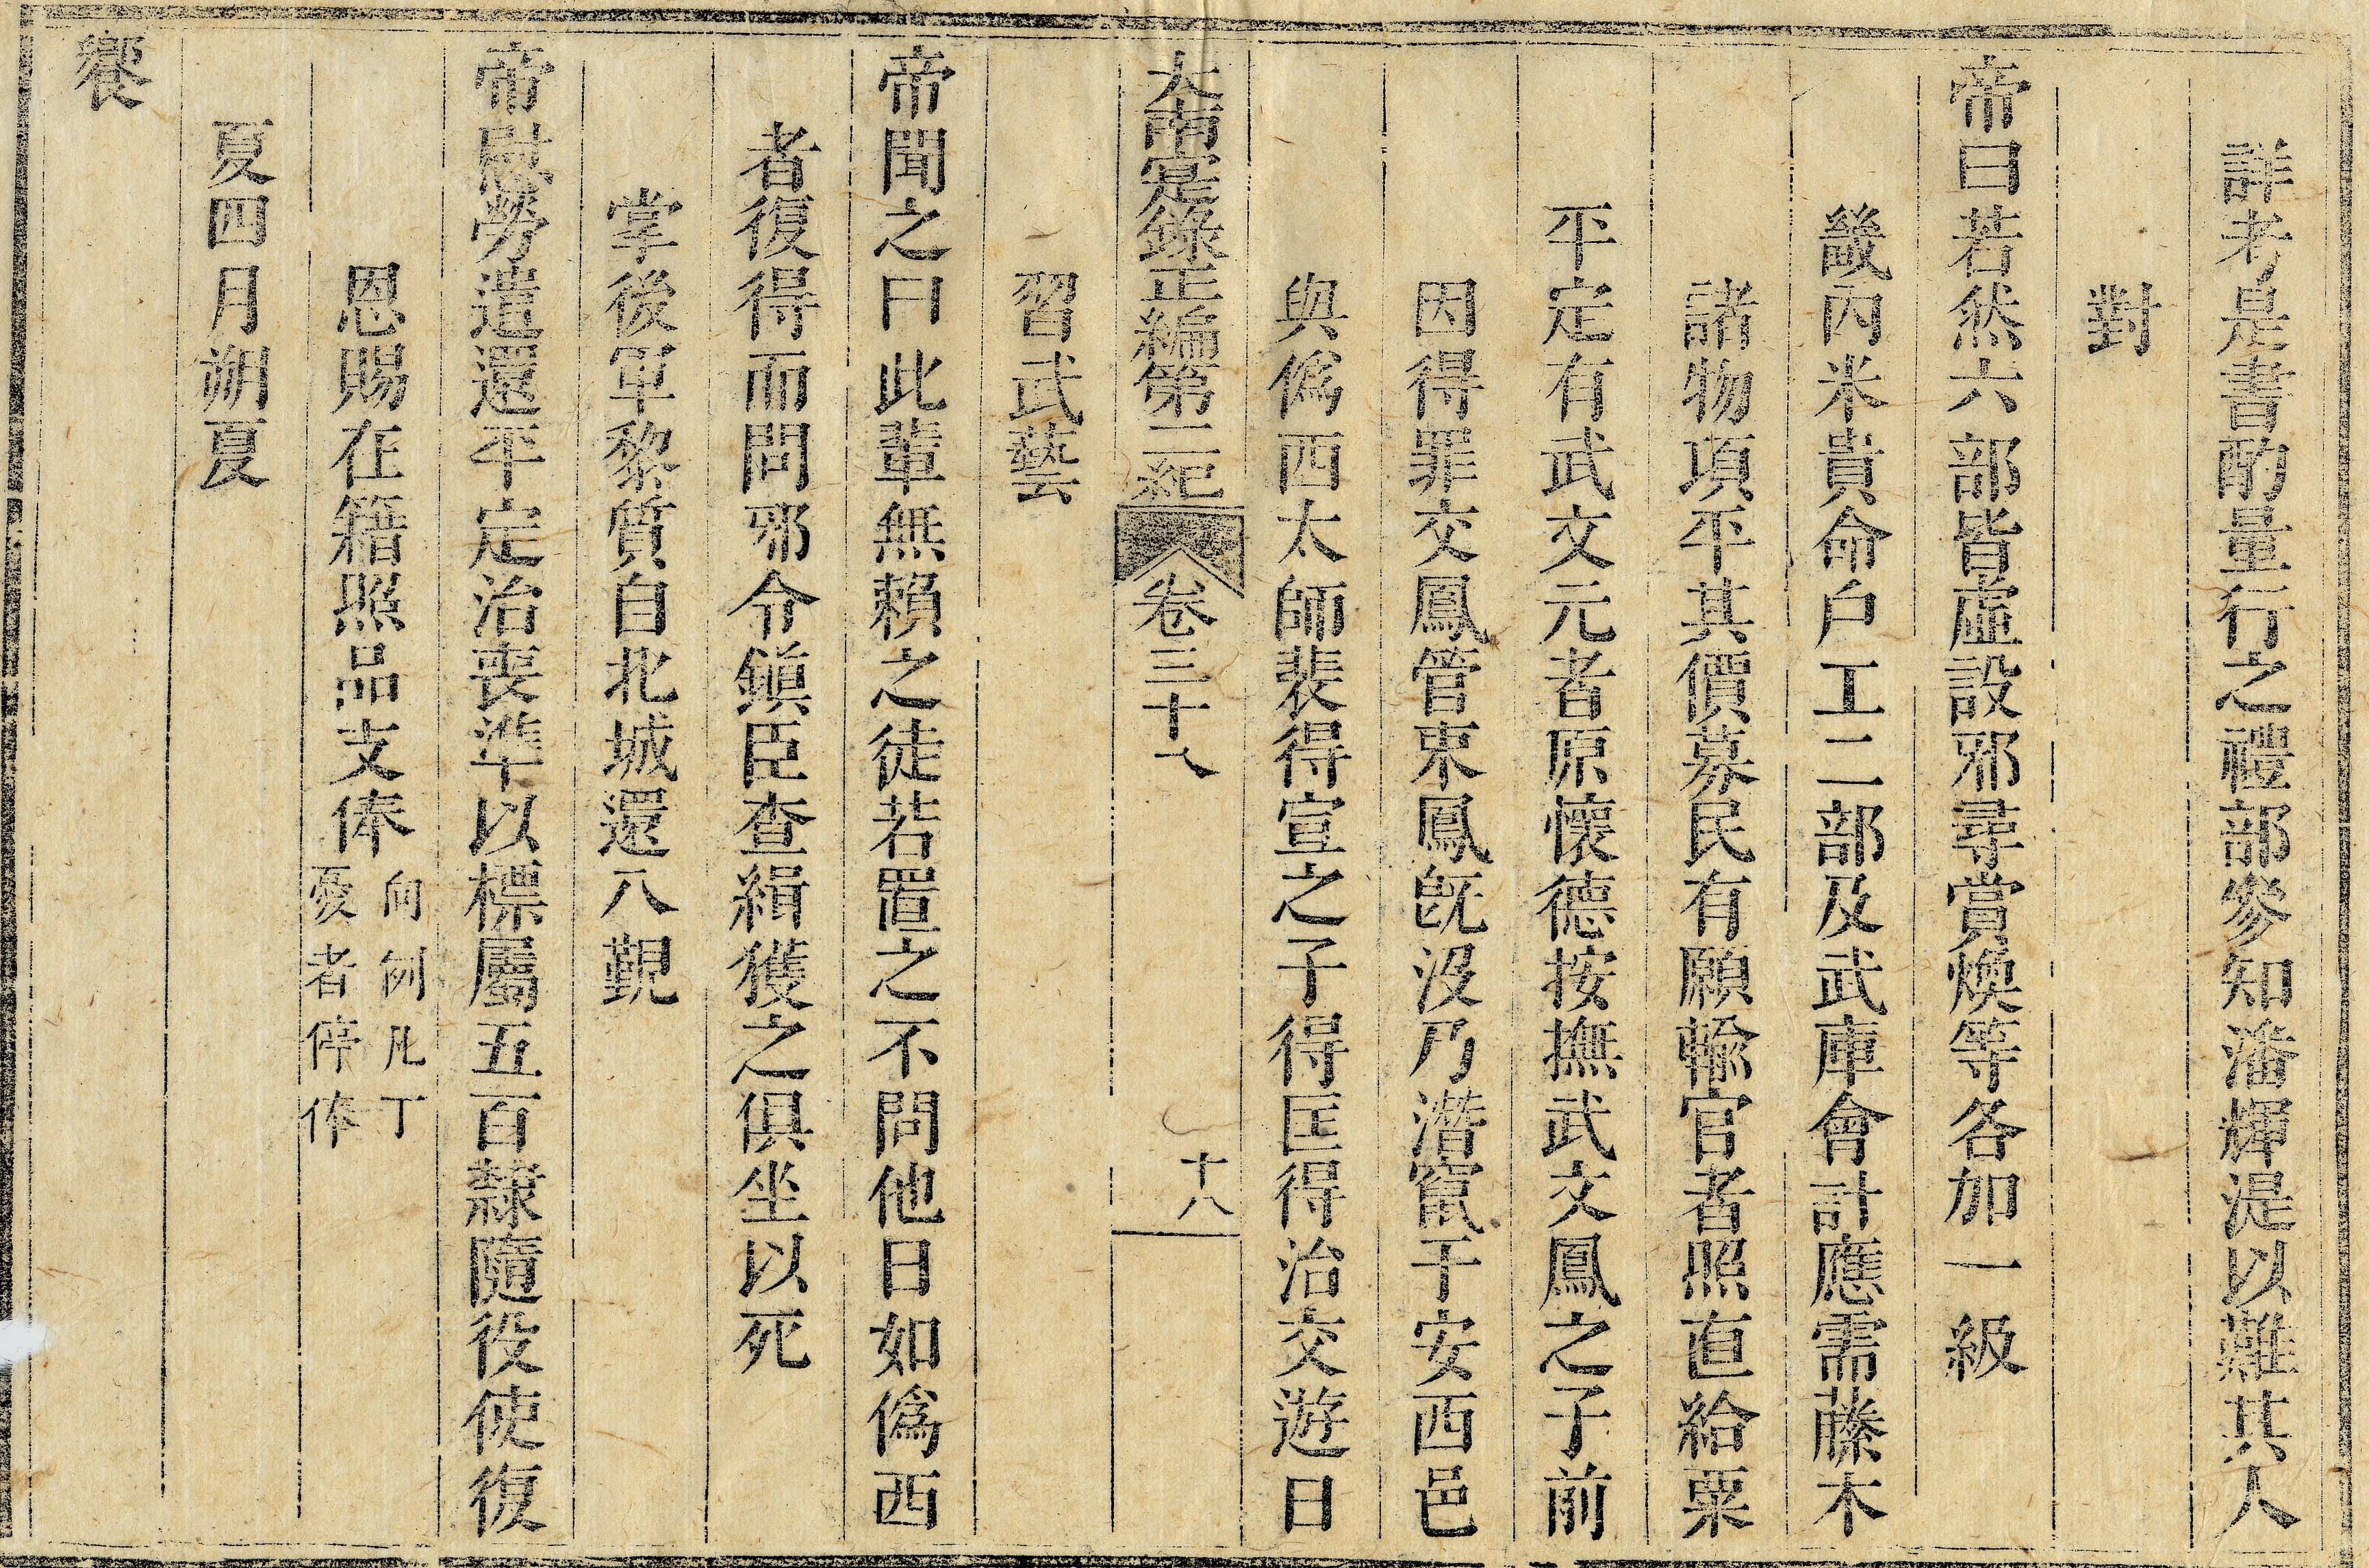 詳考是書酌量行之禮部參知潘輝湜以難其人
對
帝曰若然六部皆虛設邪尋賞煥等各加一級
畿內米貴命户工二部及武庫會計應需藤木
諸物項平其價募民有願輸官者照直給粟
平定有武文元者原懷德按撫武文鳳之子前
因得罪交鳳管束鳳旣沒乃潛竄于安西邑
與僞西太師裴得宣之子得匡得治交遊日
大南寔錄正編第二紀 卷三十八 十八
習武藝
帝聞之曰此輩無賴之徒若置之不問他日如僞西
者復得而問邪令鎮臣查緝獲之俱坐以死
掌後軍黎質自北城還入覲
帝慰勞遣還平定治喪準以標屬五百隸隨役使復
恩賜在籍照品支俸向例凡丁憂者停俸
夏四月朔夏
饗